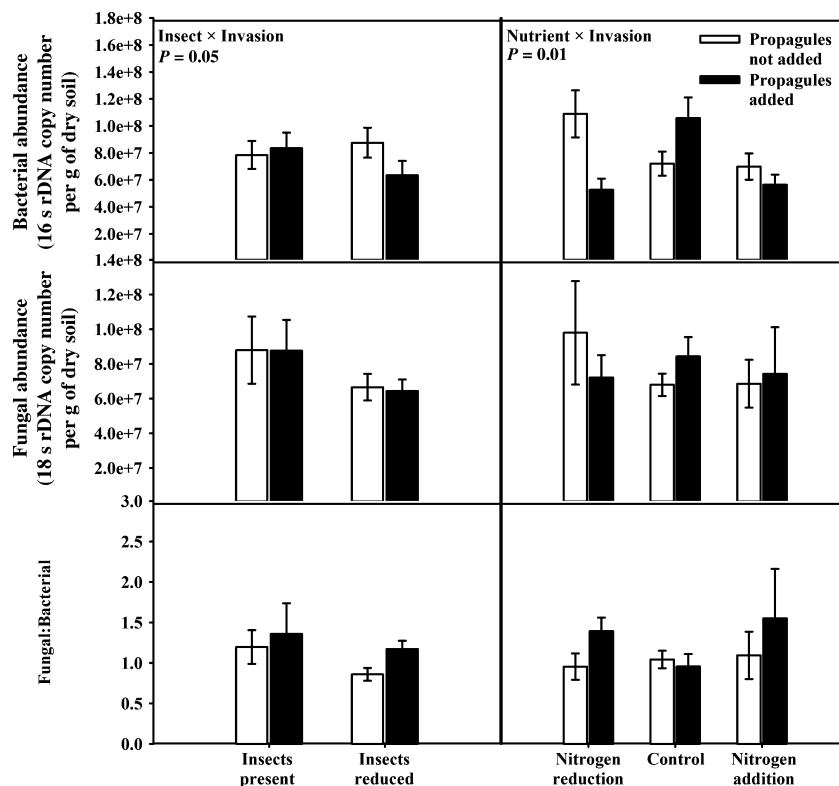 Bacterial abundance
(16 s rDNA copy number
per g of dry soil)
1.8e+8
1.6e+8
1.4e+8
1.2e+8
1.0e+8
8.0e+7
6.0e+7
4.0e+7
2.0e+7
1.4e+8
Insect × Invasion
P = 0.05
Nutrient × Invasion
P = 0.01
Propagules
not added
Propagules
added
Fungal abundance
(18 s rDNA copy number
per g of dry soil)
1.2e+8
1.0e+8
8.0e+7
6.0e+7
4.0e+7
2.0e+7
3.0
Fungal:Bacterial
2.5
2.0
1.5
1.0
0.5
0.0
Insects
present
Insects
reduced
Nitrogen
reduction
Control
Nitrogen
addition